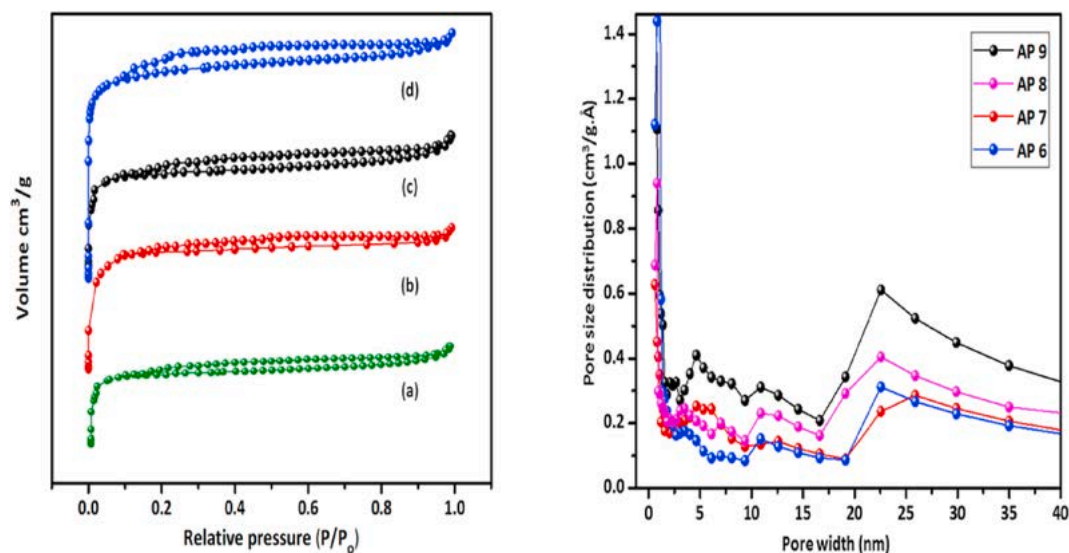 Volume cm³/g
(d)
(c)
(b)
(a)
0.0 0.2 0.4 0.6 0.8 1.0
Relative pressure (P/P₀)
Pore size distribution (cm³/g.Å)
1.4
1.2
1.0
0.8
0.6
0.4
0.2
0.0
AP 9
AP 8
AP 7
AP 6
0 5 10 15 20 25 30 35 40
Pore width (nm)